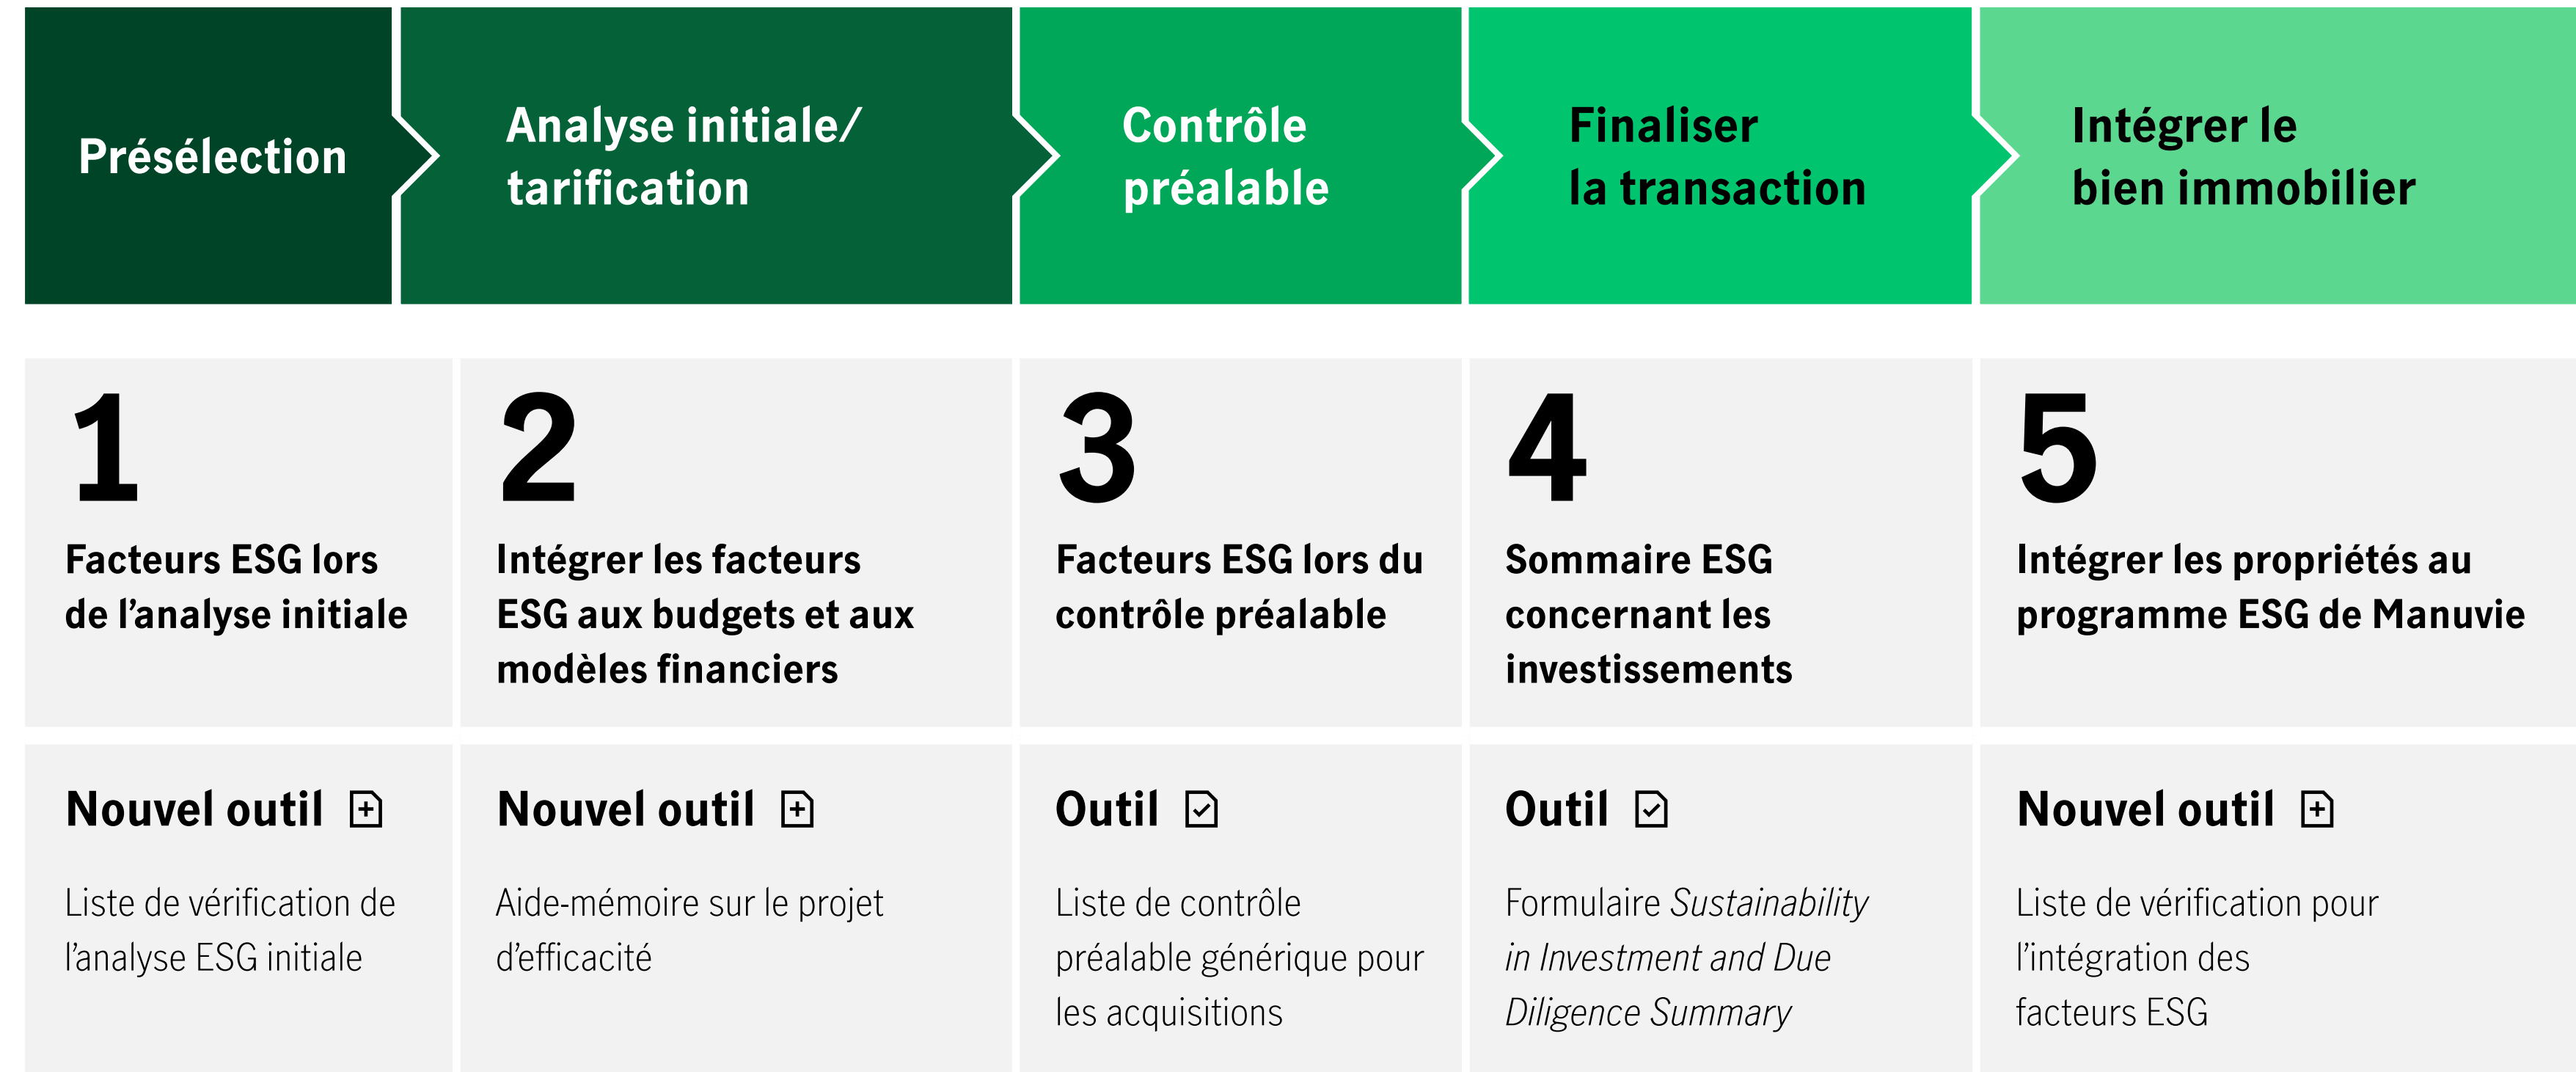 Présélection
Analyse initiale/
tarification
Contrôle
préalable
Finaliser
la transaction
Intégrer le
bien immobilier
1
Facteurs ESG lors
de l’analyse initiale
2
Intégrer les facteurs
ESG aux budgets et aux
modèles financiers
3
Facteurs ESG lors du
contrôle préalable
4
Sommaire ESG
concernant les
investissements
5
Intégrer les propriétés au
programme ESG de Manuvie
Nouvel outil
Liste de vérification de
l’analyse ESG initiale
Nouvel outil
Aide-mémoire sur le projet
d’efficacité
Outil
Liste de contrôle
préalable générique pour
les acquisitions
Outil
Formulaire Sustainability
in Investment and Due
Diligence Summary
Nouvel outil
Liste de vérification pour
l’intégration des
facteurs ESG